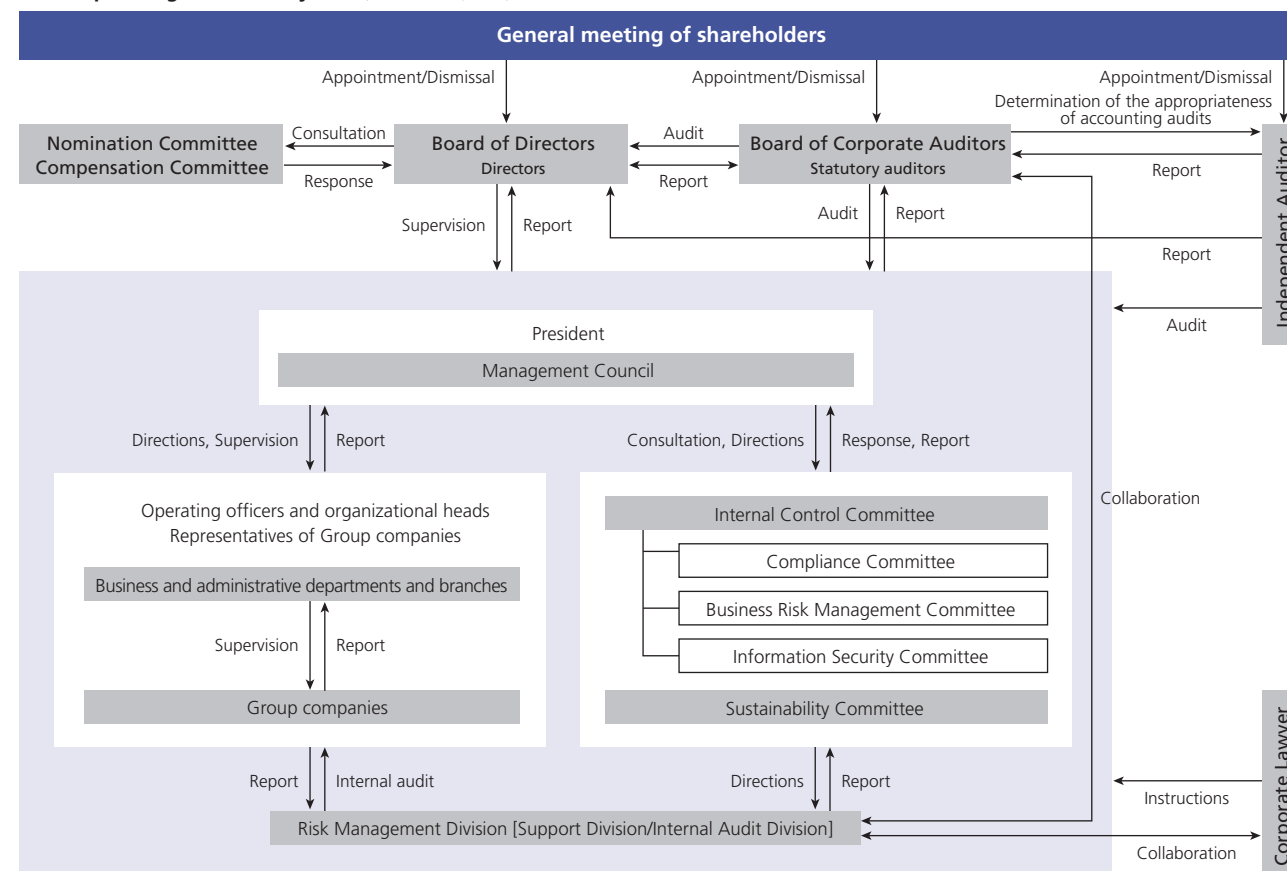 General meeting of shareholders
Appointment/Dismissal
Appointment/Dismissal
Appointment/Dismissal
Determination of the appropriateness
of accounting audits
Nomination Committee
Compensation Committee
Consultation
Response
Board of Directors
Directors
Audit
Report
Board of Corporate Auditors
Statutory auditors
Report
Independent Auditor
Supervision
Report
Audit
Report
Report
Audit
President
Management Council
Directions, Supervision
Report
Consultation, Directions
Response, Report
Operating officers and organizational heads
Representatives of Group companies
Business and administrative departments and branches
Supervision
Report
Group companies
Internal Control Committee
Compliance Committee
Business Risk Management Committee
Information Security Committee
Sustainability Committee
Collaboration
Report
Internal audit
Directions
Report
Risk Management Division [Support Division/Internal Audit Division]
Instructions
Collaboration
Corporate Lawyer